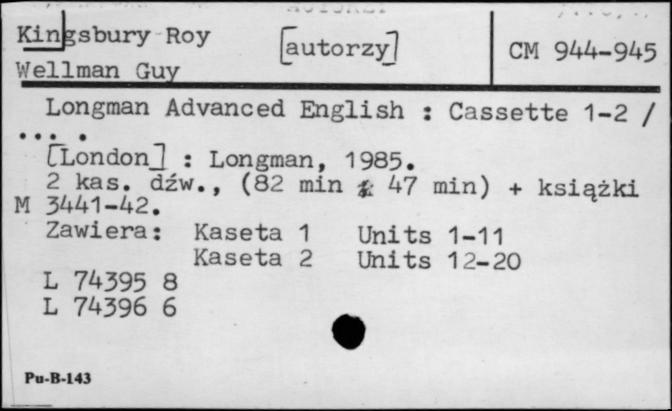 Kingsbury Roy [autorzy] CM 944-945
Wellman Guy
Longman Advanced English : Cassette 1-2 /
... .
[London] : Longman, 1985.
2 kas. dźw., (82 min i 47 min) + książki
M 3441-42.
Zawiera: Kaseta 1 Units 1-11
Kaseta 2 Units 12-20
L 74395 8
L 74396 6
Pu-B-143